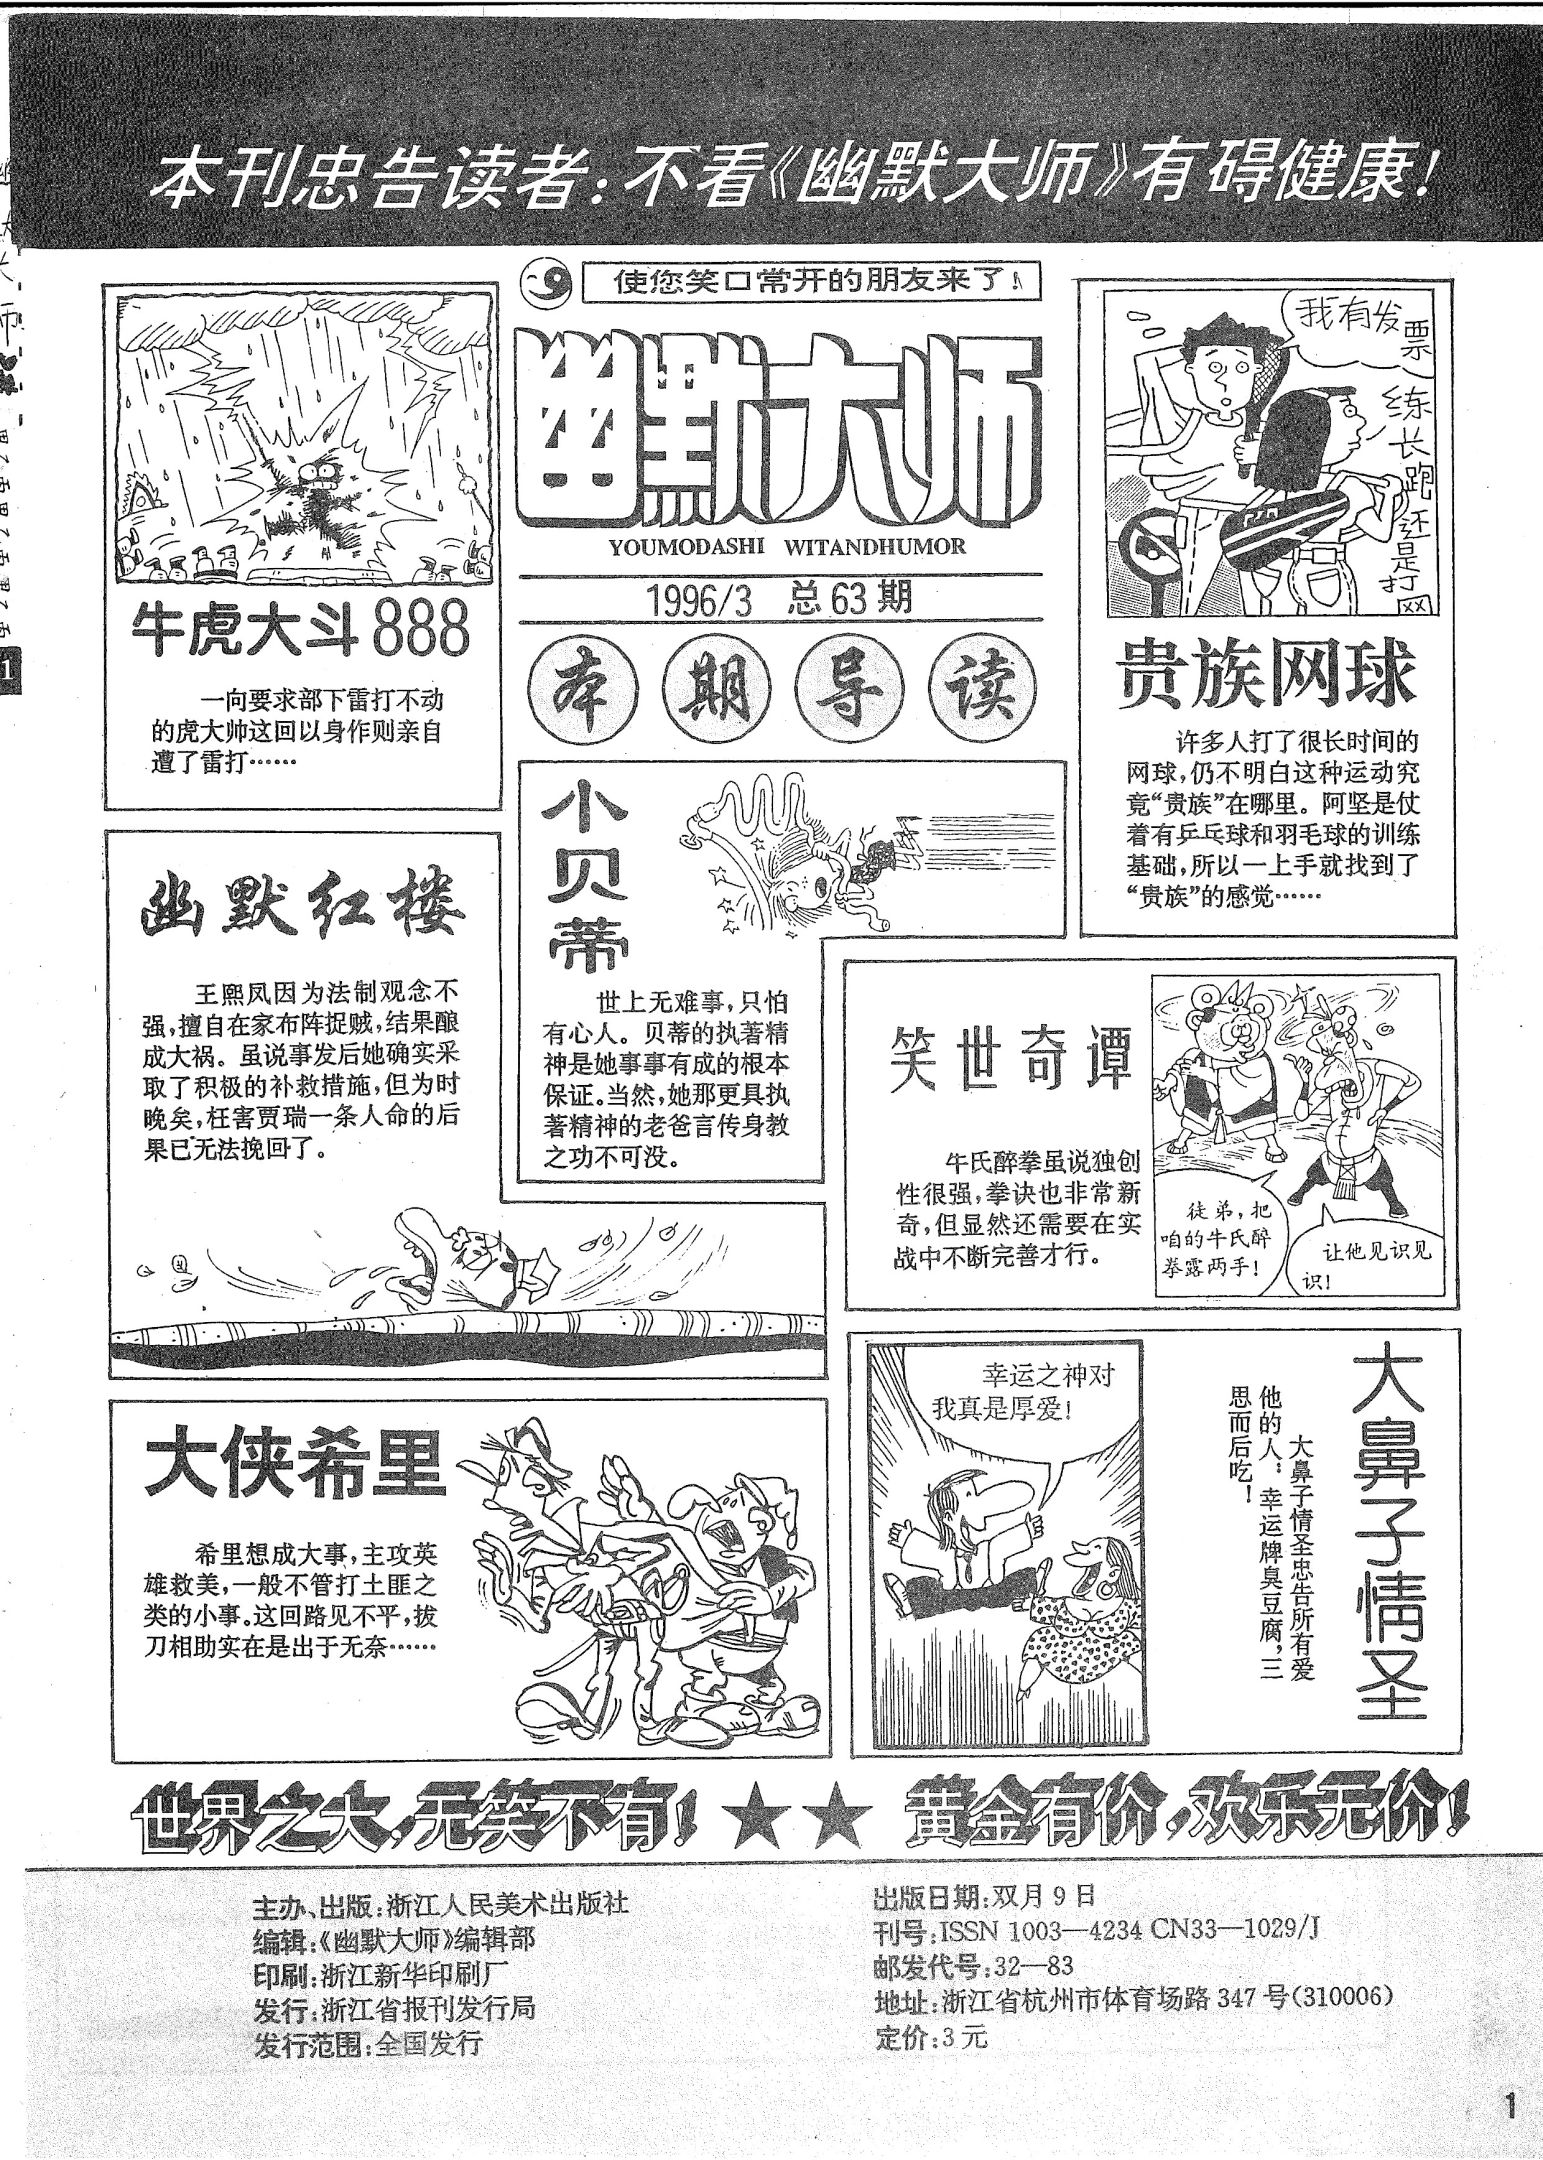 本刊忠告读者：不看《幽默大师》有碍健康！
使您笑口常开的朋友来了！
幽默大师
YOUMODASHI WITANDHUMOR
1996/3 总63期
本期导读
牛虎大斗888
一向要求部下雷打不动
的虎大帅这回以身作则亲自
遭了雷打……
我有发票
练长跑还是打网
贵族网球
许多人打了很长时间的
网球，仍不明白这种运动究
竟“贵族”在哪里。阿坚是仗
着有乒乓球和羽毛球的训练
基础，所以一上手就找到了
“贵族”的感觉……
小贝蒂
世上无难事，只怕
有心人。贝蒂的执著精
神是她事事有成的根本
保证。当然，她那更具执
著精神的老爸言传身教
之功不可没。
幽默红楼
王熙凤因为法制观念不
强，擅自在家布阵捉贼，结果酿
成大祸。虽说事发后她确实采
取了积极的补救措施，但为时
晚矣，枉害贾瑞一条人命的后
果已无法挽回了。
笑世奇谭
牛氏醉拳虽说独创
性很强，拳诀也非常新
奇，但显然还需要在实
战中不断完善才行。
徒弟，把
咱的牛氏醉
拳露两手！
让他见识见
识！
大侠希里
希里想成大事，主攻英
雄救美，一般不管打土匪之
类的小事。这回路见不平，拔
刀相助实在是出于无奈……
幸运之神对
我真是厚爱！
大鼻子情圣
大鼻子情圣忠告所有爱
他的人：幸运牌臭豆腐，三
思而后吃！
世界之大，无笑不有！★★ 黄金有价，欢乐无价！
主办、出版：浙江人民美术出版社
编辑：《幽默大师》编辑部
印刷：浙江新华印刷厂
发行：浙江省报刊发行局
发行范围：全国发行
出版日期：双月9日
刊号：ISSN 1003—4234 CN33—1029/J
邮发代号：32—83
地址：浙江省杭州市体育场路347号(310006)
定价：3元
1